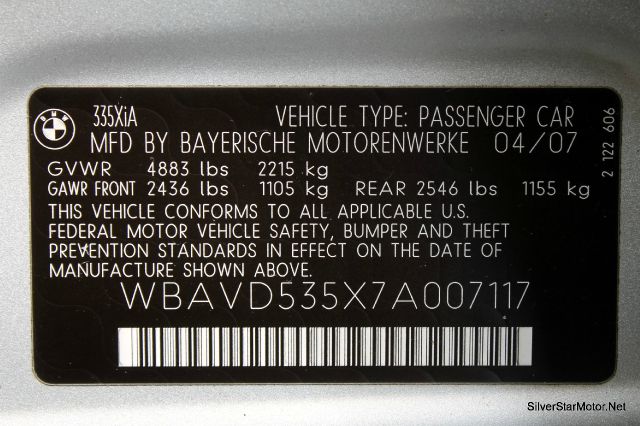 BMW
335XiA VEHICLE TYPE: PASSENGER CAR
MFD BY BAYERISCHE MOTORENWERKE 04/07
GVWR 4883 lbs 2215 kg
GAWR FRONT 2436 lbs 1105 kg REAR 2546 lbs 1155 kg
THIS VEHICLE CONFORMS TO ALL APPLICABLE U.S.
FEDERAL MOTOR VEHICLE SAFETY, BUMPER AND THEFT
PREVENTION STANDARDS IN EFFECT ON THE DATE OF
MANUFACTURE SHOWN ABOVE.
WBAVD535X7A007117
2 122 606
SilverStarMotor.Net